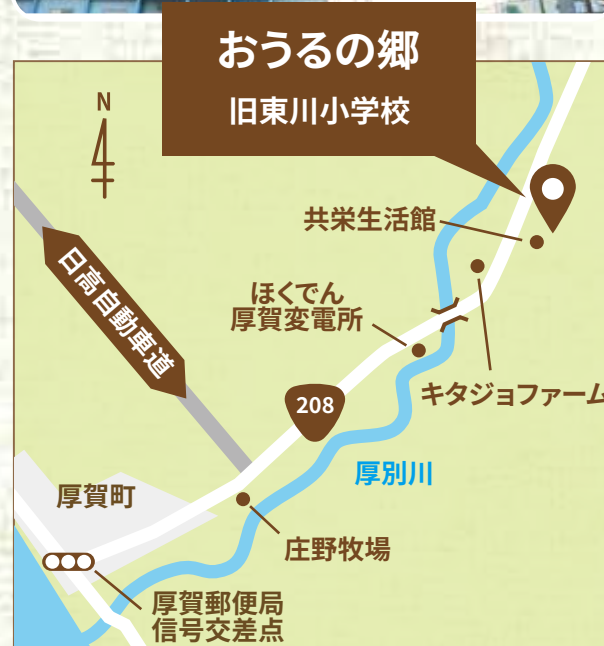 おうるの郷
旧東川小学校
N
共栄生活館
日高自動車道
ほくでん
厚賀変電所
キタジョファーム
208
厚別川
厚賀町
庄野牧場
厚賀郵便局
信号交差点